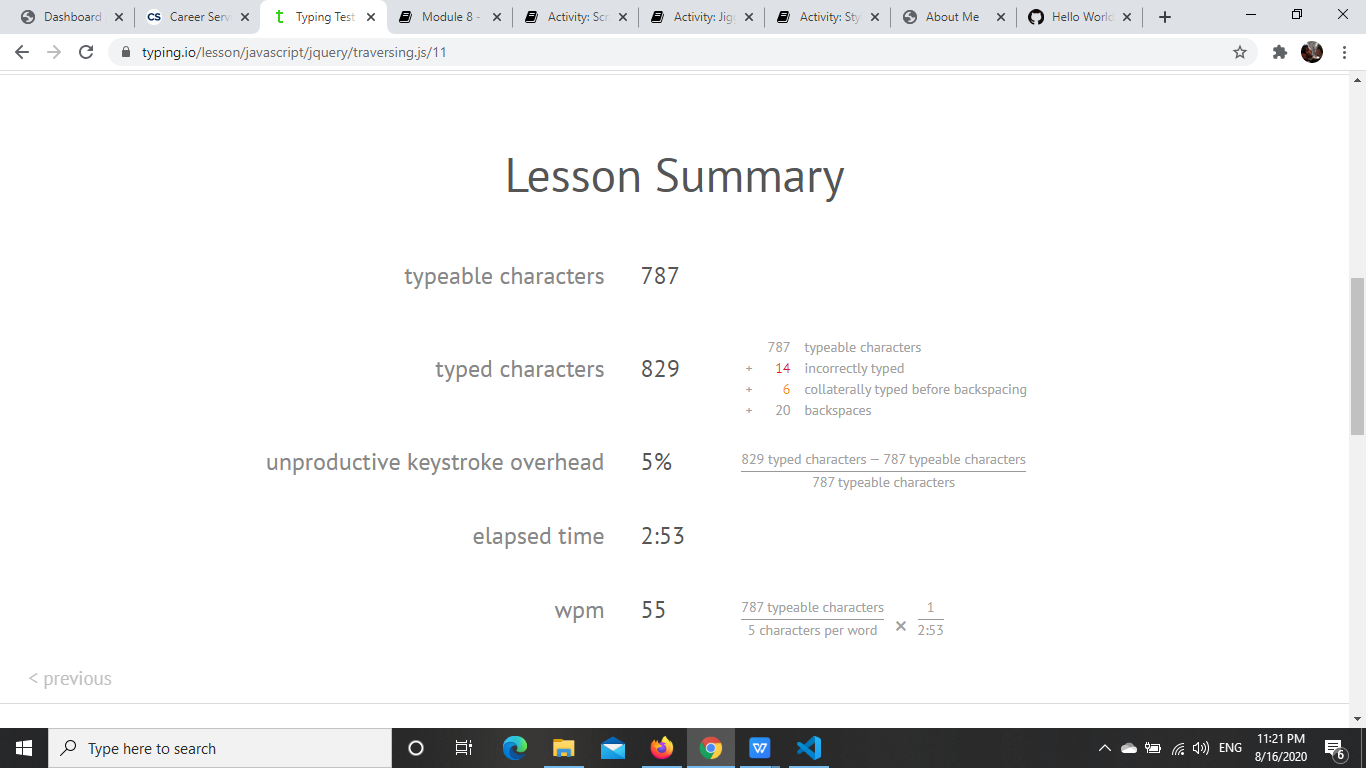 Dashboard
CS Career Serv
t Typing Test
Module 8 -
Activity: Scr
Activity: Jig
Activity: Sty
About Me
Hello World
typing.io/lesson/javascript/jquery/traversing.js/11
Lesson Summary
typeable characters 787
typed characters 829
787 typeable characters
+ 14 incorrectly typed
+ 6 collaterally typed before backspacing
+ 20 backspaces
unproductive keystroke overhead 5%
829 typed characters — 787 typeable characters
787 typeable characters
elapsed time 2:53
wpm 55
787 typeable characters
5 characters per word
×
1
2:53
< previous
Type here to search
W
ENG
11:21 PM
8/16/2020
6